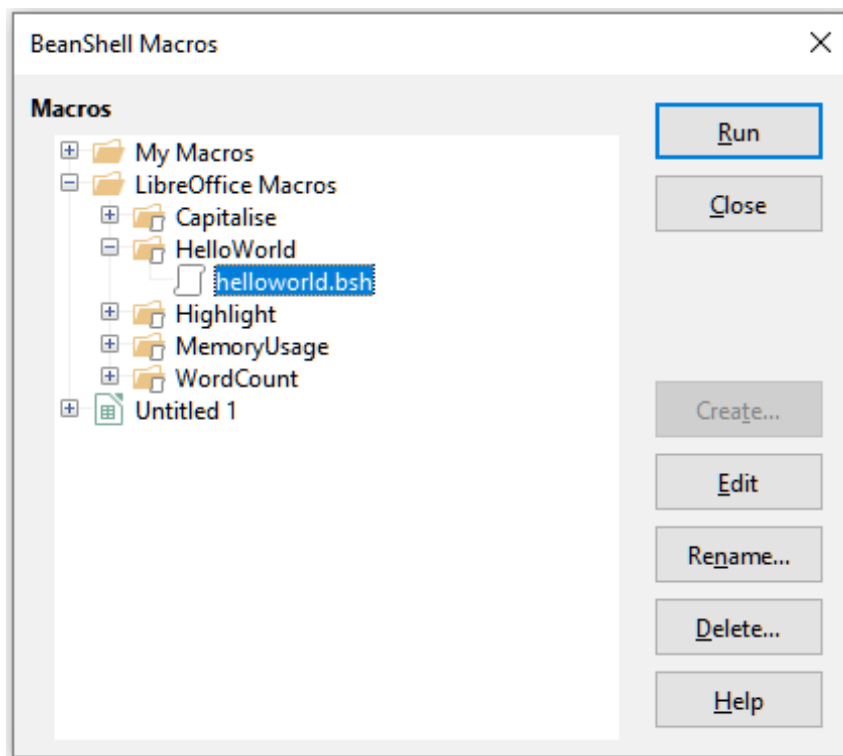 BeanShell Macros
Macros
My Macros
LibreOffice Macros
Capitalise
HelloWorld
helloworld.bsh
Highlight
MemoryUsage
WordCount
Untitled 1
Run
Close
Create...
Edit
Rename...
Delete...
Help